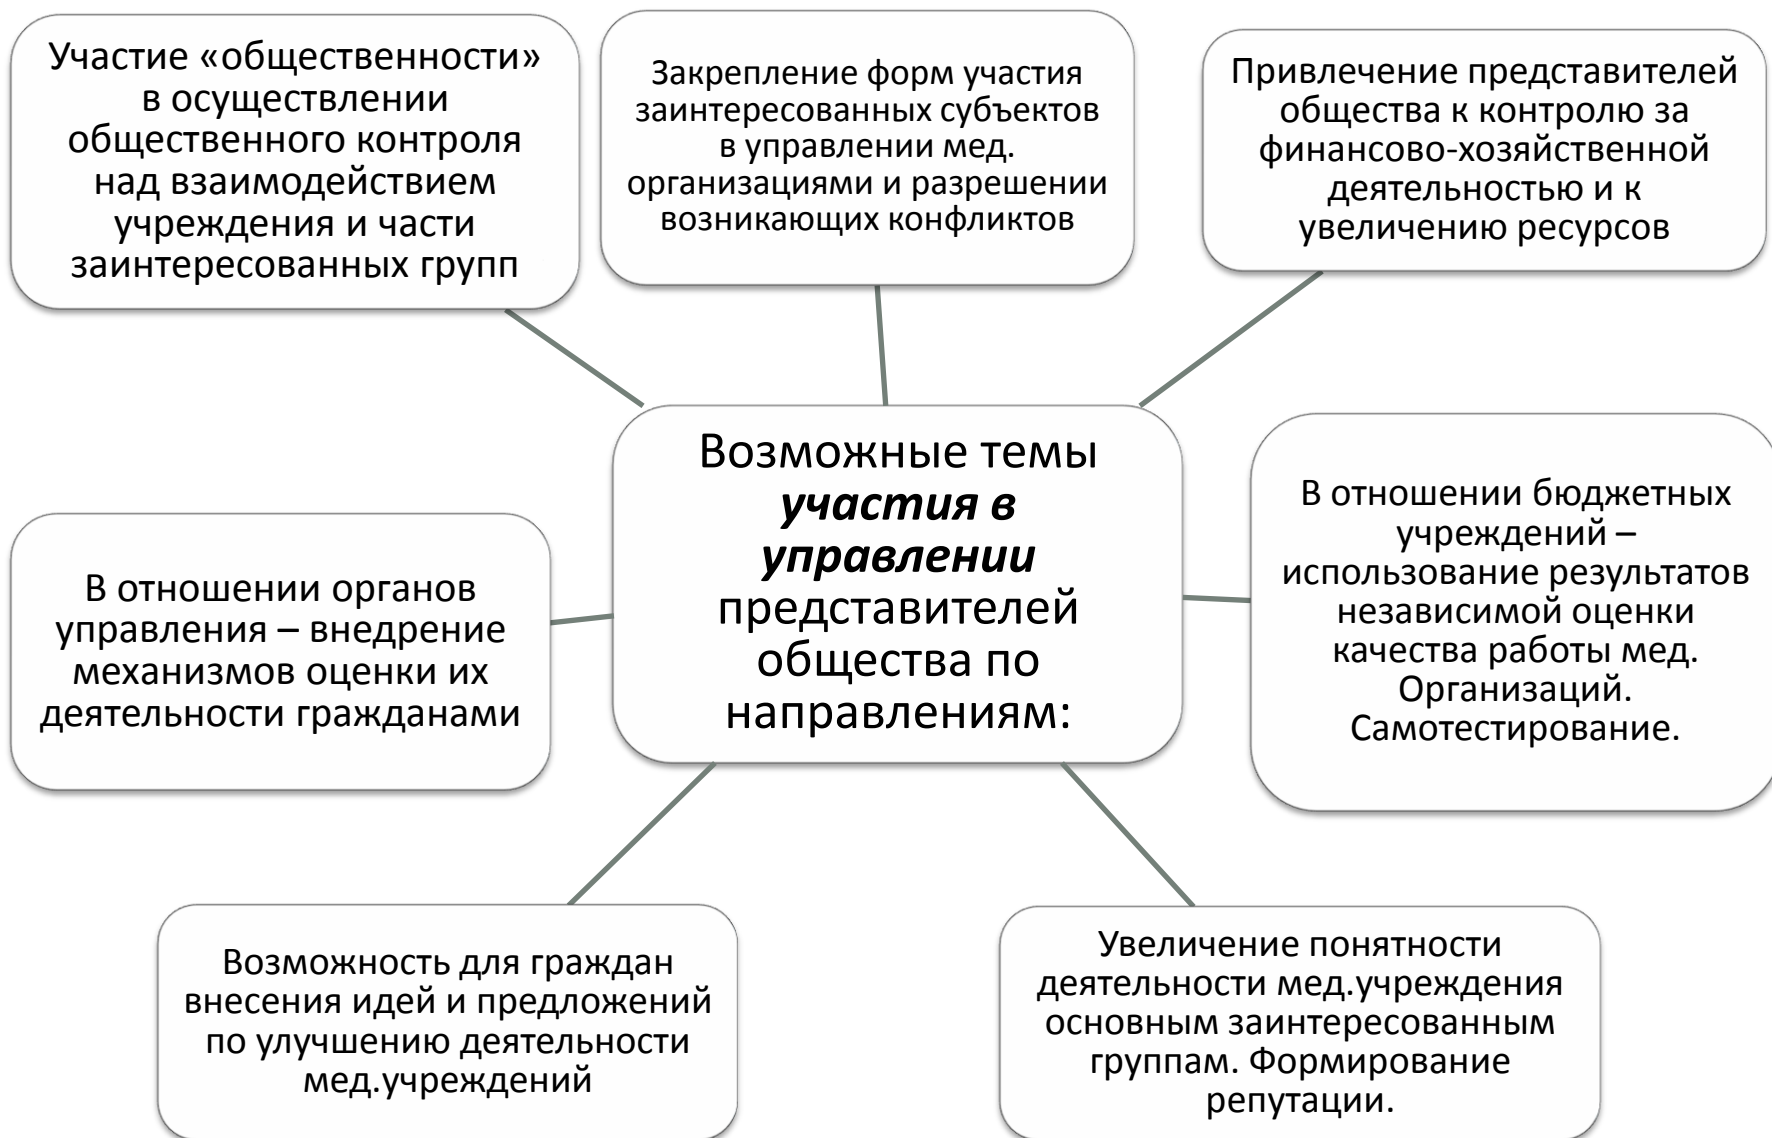 Участие «общественности»
в осуществлении
общественного контроля
над взаимодействием
учреждения и части
заинтересованных групп
Закрепление форм участия
заинтересованных субъектов
в управлении мед.
организациями и разрешении
возникающих конфликтов
Привлечение представителей
общества к контролю за
финансово-хозяйственной
деятельностью и к
увеличению ресурсов
В отношении органов
управления – внедрение
механизмов оценки их
деятельности гражданами
Возможные темы
участия в
управлении
представителей
общества по
направлениям:
В отношении бюджетных
учреждений –
использование результатов
независимой оценки
качества работы мед.
Организаций.
Самотестирование.
Возможность для граждан
внесения идей и предложений
по улучшению деятельности
мед.учреждений
Увеличение понятности
деятельности мед.учреждения
основным заинтересованным
группам. Формирование
репутации.